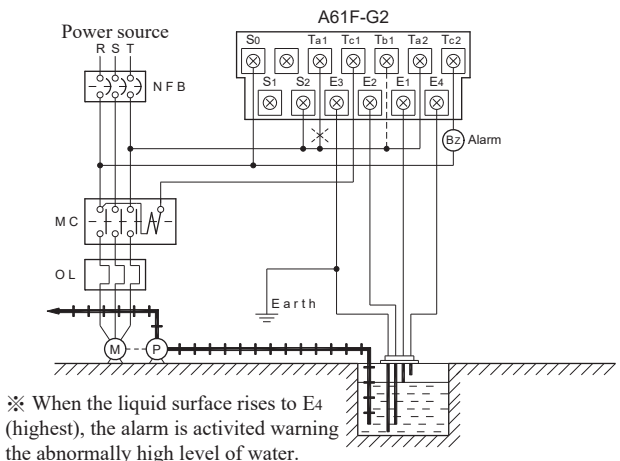 A61F-G2
Power source
R S T
NFB
S0 Ta1 Tc1 Tb1 Ta2 Tc2
S1 S2 E3 E2 E1 E4
BZ Alarm
MC
OL
Earth
M P
※ When the liquid surface rises to E4
(highest), the alarm is activited warning
the abnormally high level of water.